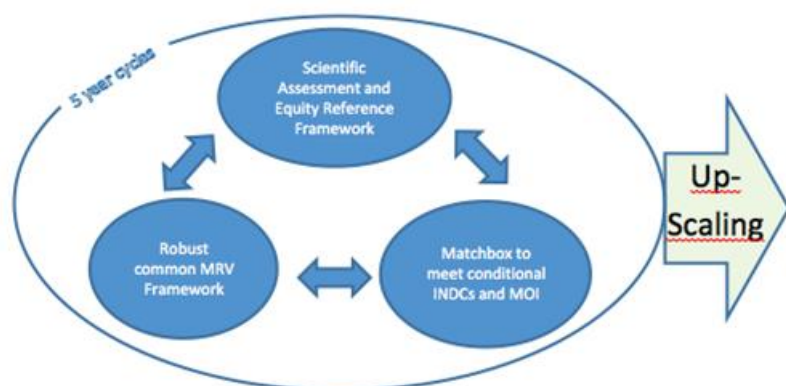 5 year cycles
Scientific
Assessment and
Equity Reference
Framework
Robust
common MRV
Framework
Matchbox to
meet conditional
INDCs and MOI
Up-
Scaling